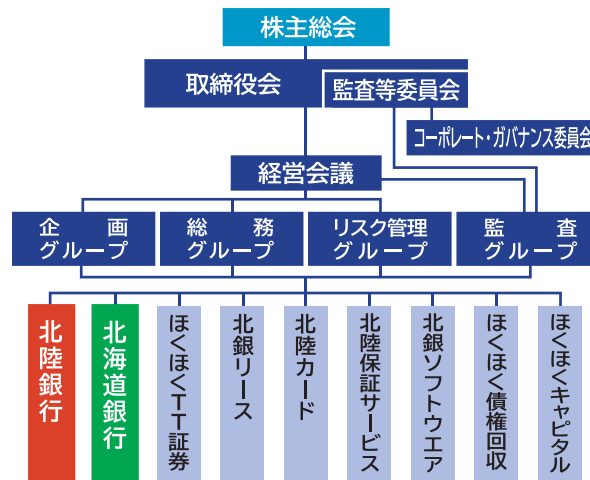 株主総会
取締役会
監査等委員会
コーポレート・ガバナンス委員会
経営会議
企画
グループ
総務
グループ
リスク管理
グループ
監査
グループ
北陸銀行
北海道銀行
ほくほくTT証券
北銀リース
北陸カード
北陸保証サービス
北銀ソフトウエア
ほくほく債権回収
ほくほくキャピタル